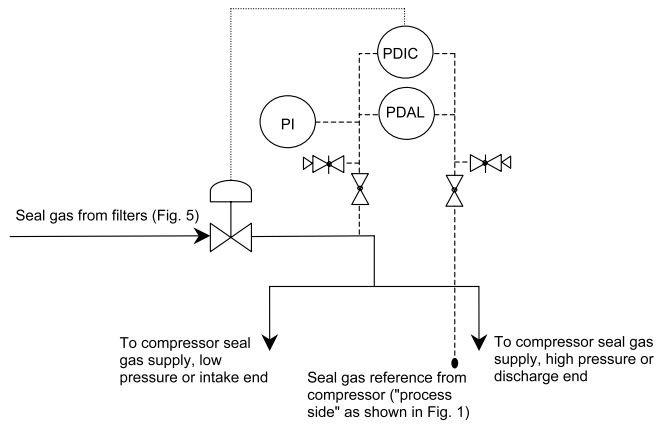 PDIC
PDAL
PI
Seal gas from filters (Fig. 5)
To compressor seal
gas supply, low
pressure or intake end
To compressor seal gas
supply, high pressure or
discharge end
Seal gas reference from
compressor ("process
side" as shown in Fig. 1)